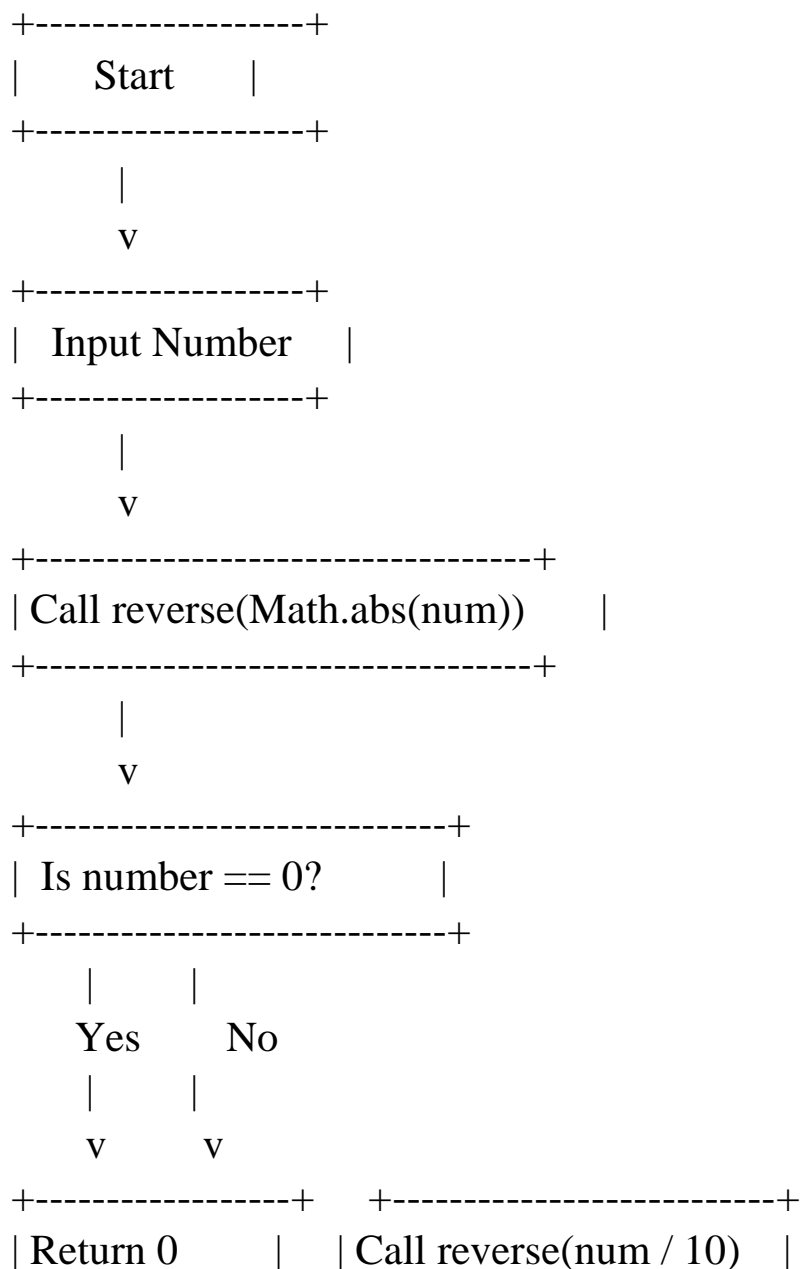 +-------------------+
|      Start      |
+-------------------+
|
v
+-------------------+
|   Input Number    |
+-------------------+
|
v
+-----------------------------------+
| Call reverse(Math.abs(num))      |
+-----------------------------------+
|
v
+-----------------------------+
|  Is number == 0?         |
+-----------------------------+
|       |
Yes       No
|       |
v       v
+------------------+    +---------------------------+
| Return 0        |    | Call reverse(num / 10)   |